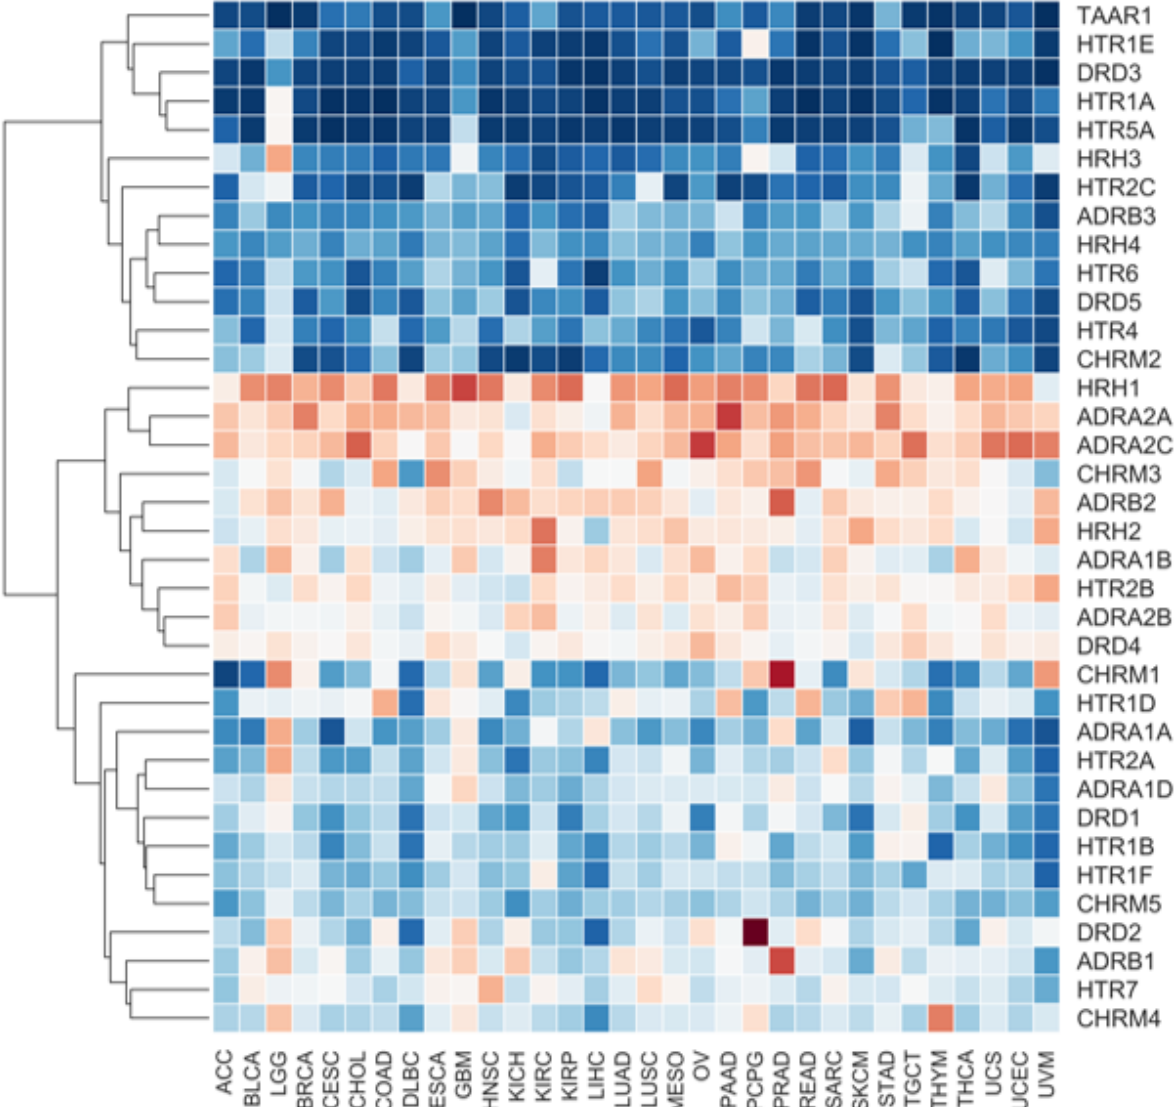 TAAR1
HTR1E
DRD3
HTR1A
HTR5A
HRH3
HTR2C
ADRB3
HRH4
HTR6
DRD5
HTR4
CHRM2
HRH1
ADRA2A
ADRA2C
CHRM3
ADRB2
HRH2
ADRA1B
HTR2B
ADRA2B
DRD4
CHRM1
HTR1D
ADRA1A
HTR2A
ADRA1D
DRD1
HTR1B
HTR1F
CHRM5
DRD2
ADRB1
HTR7
CHRM4
ACC
BLCA
LGG
BRCA
CESC
CHOL
COAD
DLBC
ESCA
GBM
HNSC
KICH
KIRC
KIRP
LIHC
LUAD
LUSC
MESO
OV
PAAD
PCPG
PRAD
READ
SARC
SKCM
STAD
TGCT
THYM
THCA
UCS
UCEC
UVM